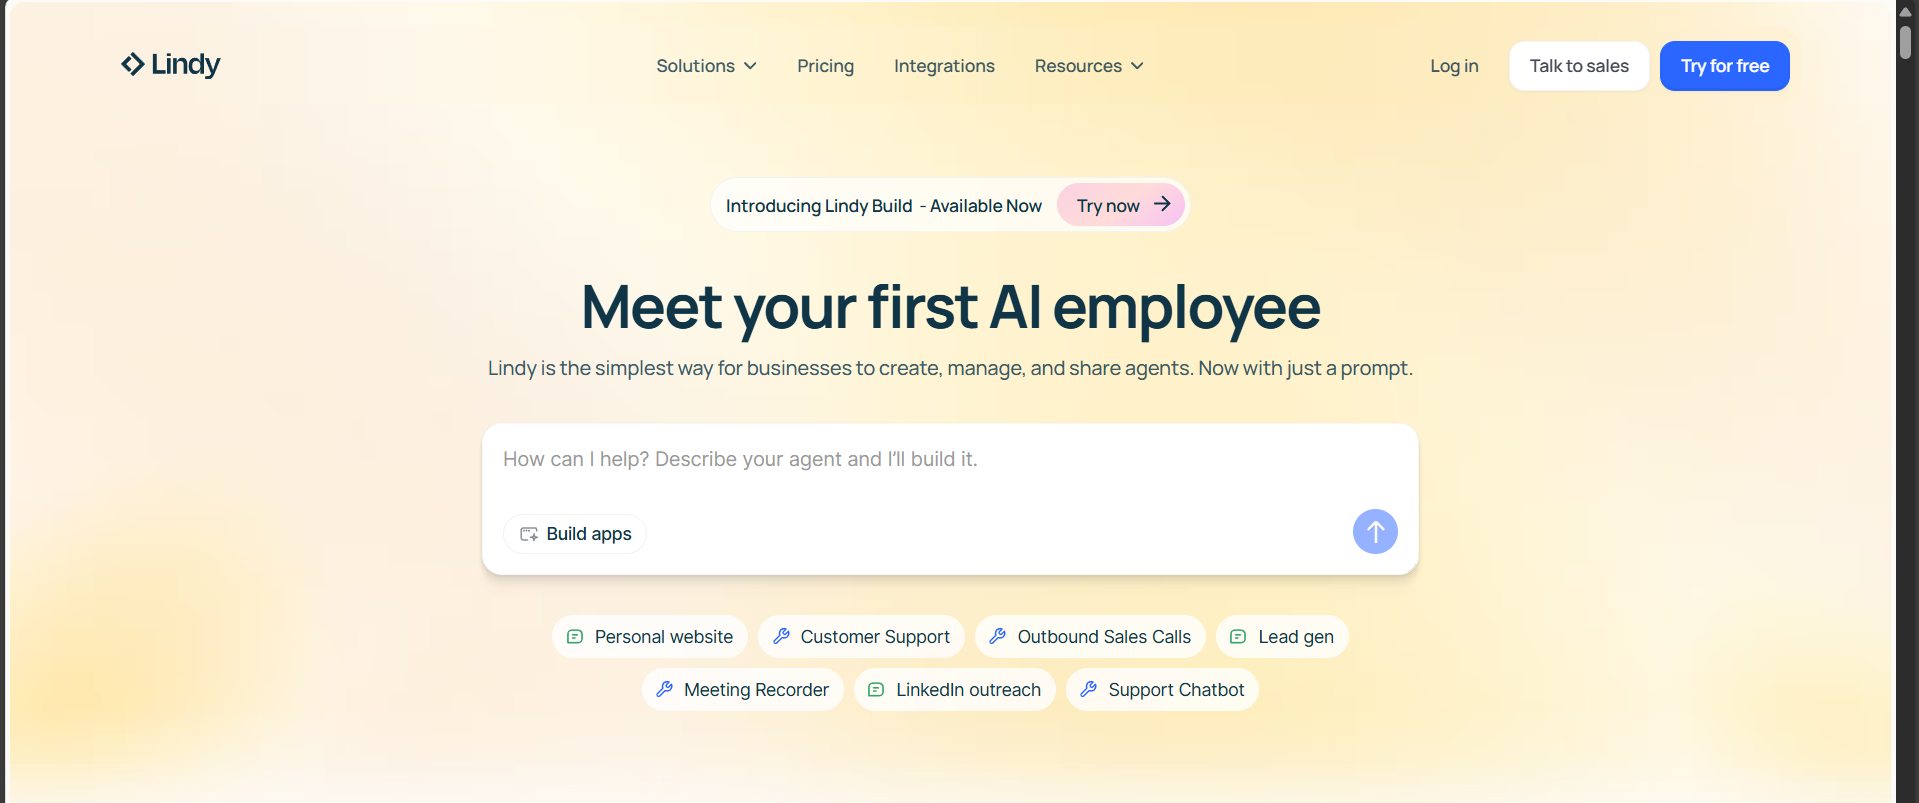 Lindy
Solutions
Pricing
Integrations
Resources
Log in
Talk to sales
Try for free
Introducing Lindy Build - Available Now
Try now
Meet your first AI employee
Lindy is the simplest way for businesses to create, manage, and share agents. Now with just a prompt.
How can I help? Describe your agent and I'll build it.
Build apps
Personal website
Customer Support
Outbound Sales Calls
Lead gen
Meeting Recorder
LinkedIn outreach
Support Chatbot